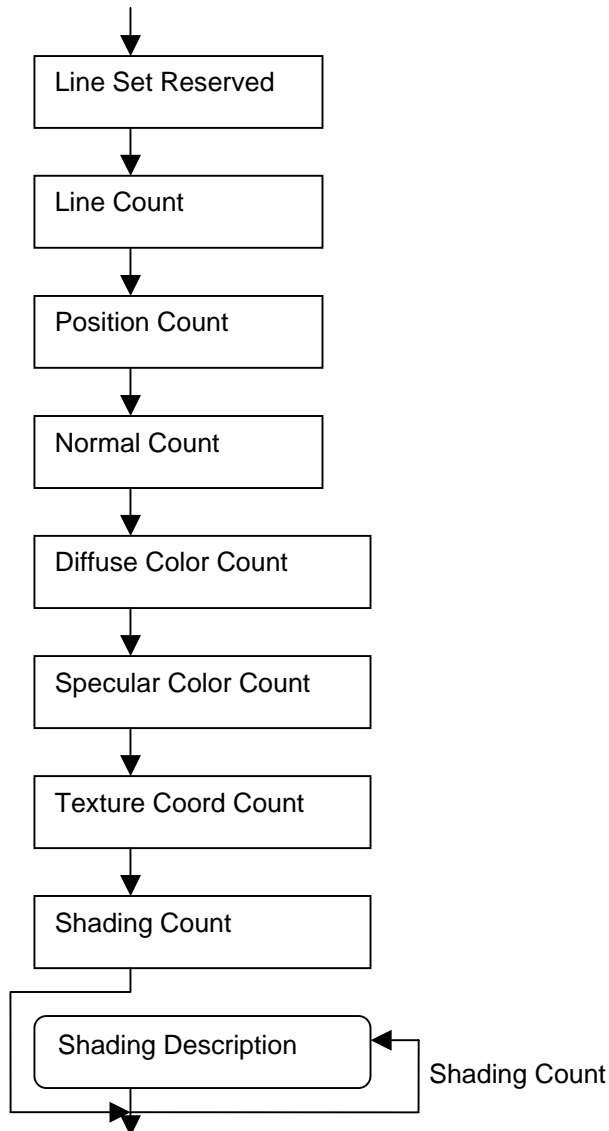 Line Set Reserved
Line Count
Position Count
Normal Count
Diffuse Color Count
Specular Color Count
Texture Coord Count
Shading Count
Shading Description
Shading Count